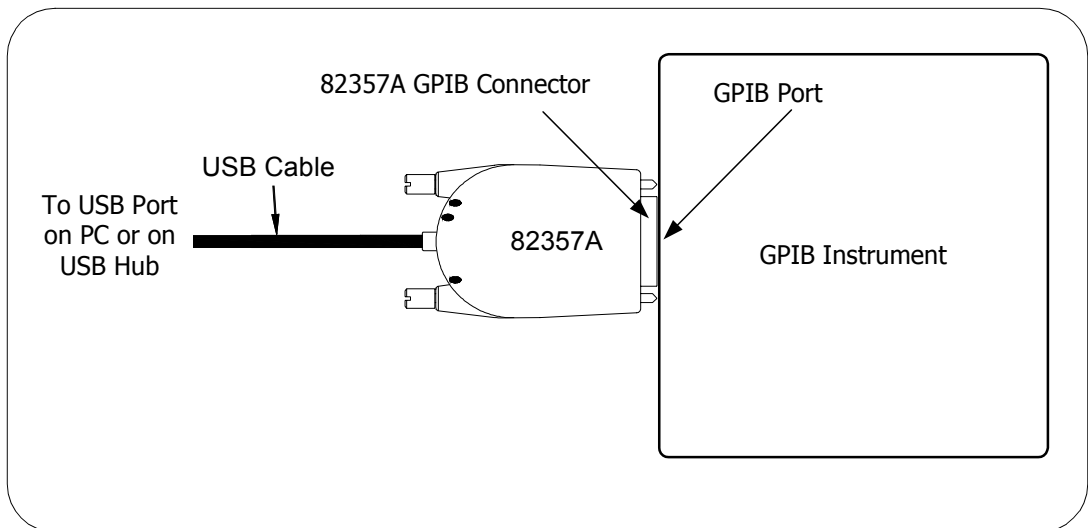 82357A GPIB Connector
GPIB Port
USB Cable
To USB Port
on PC or on
USB Hub
82357A
GPIB Instrument